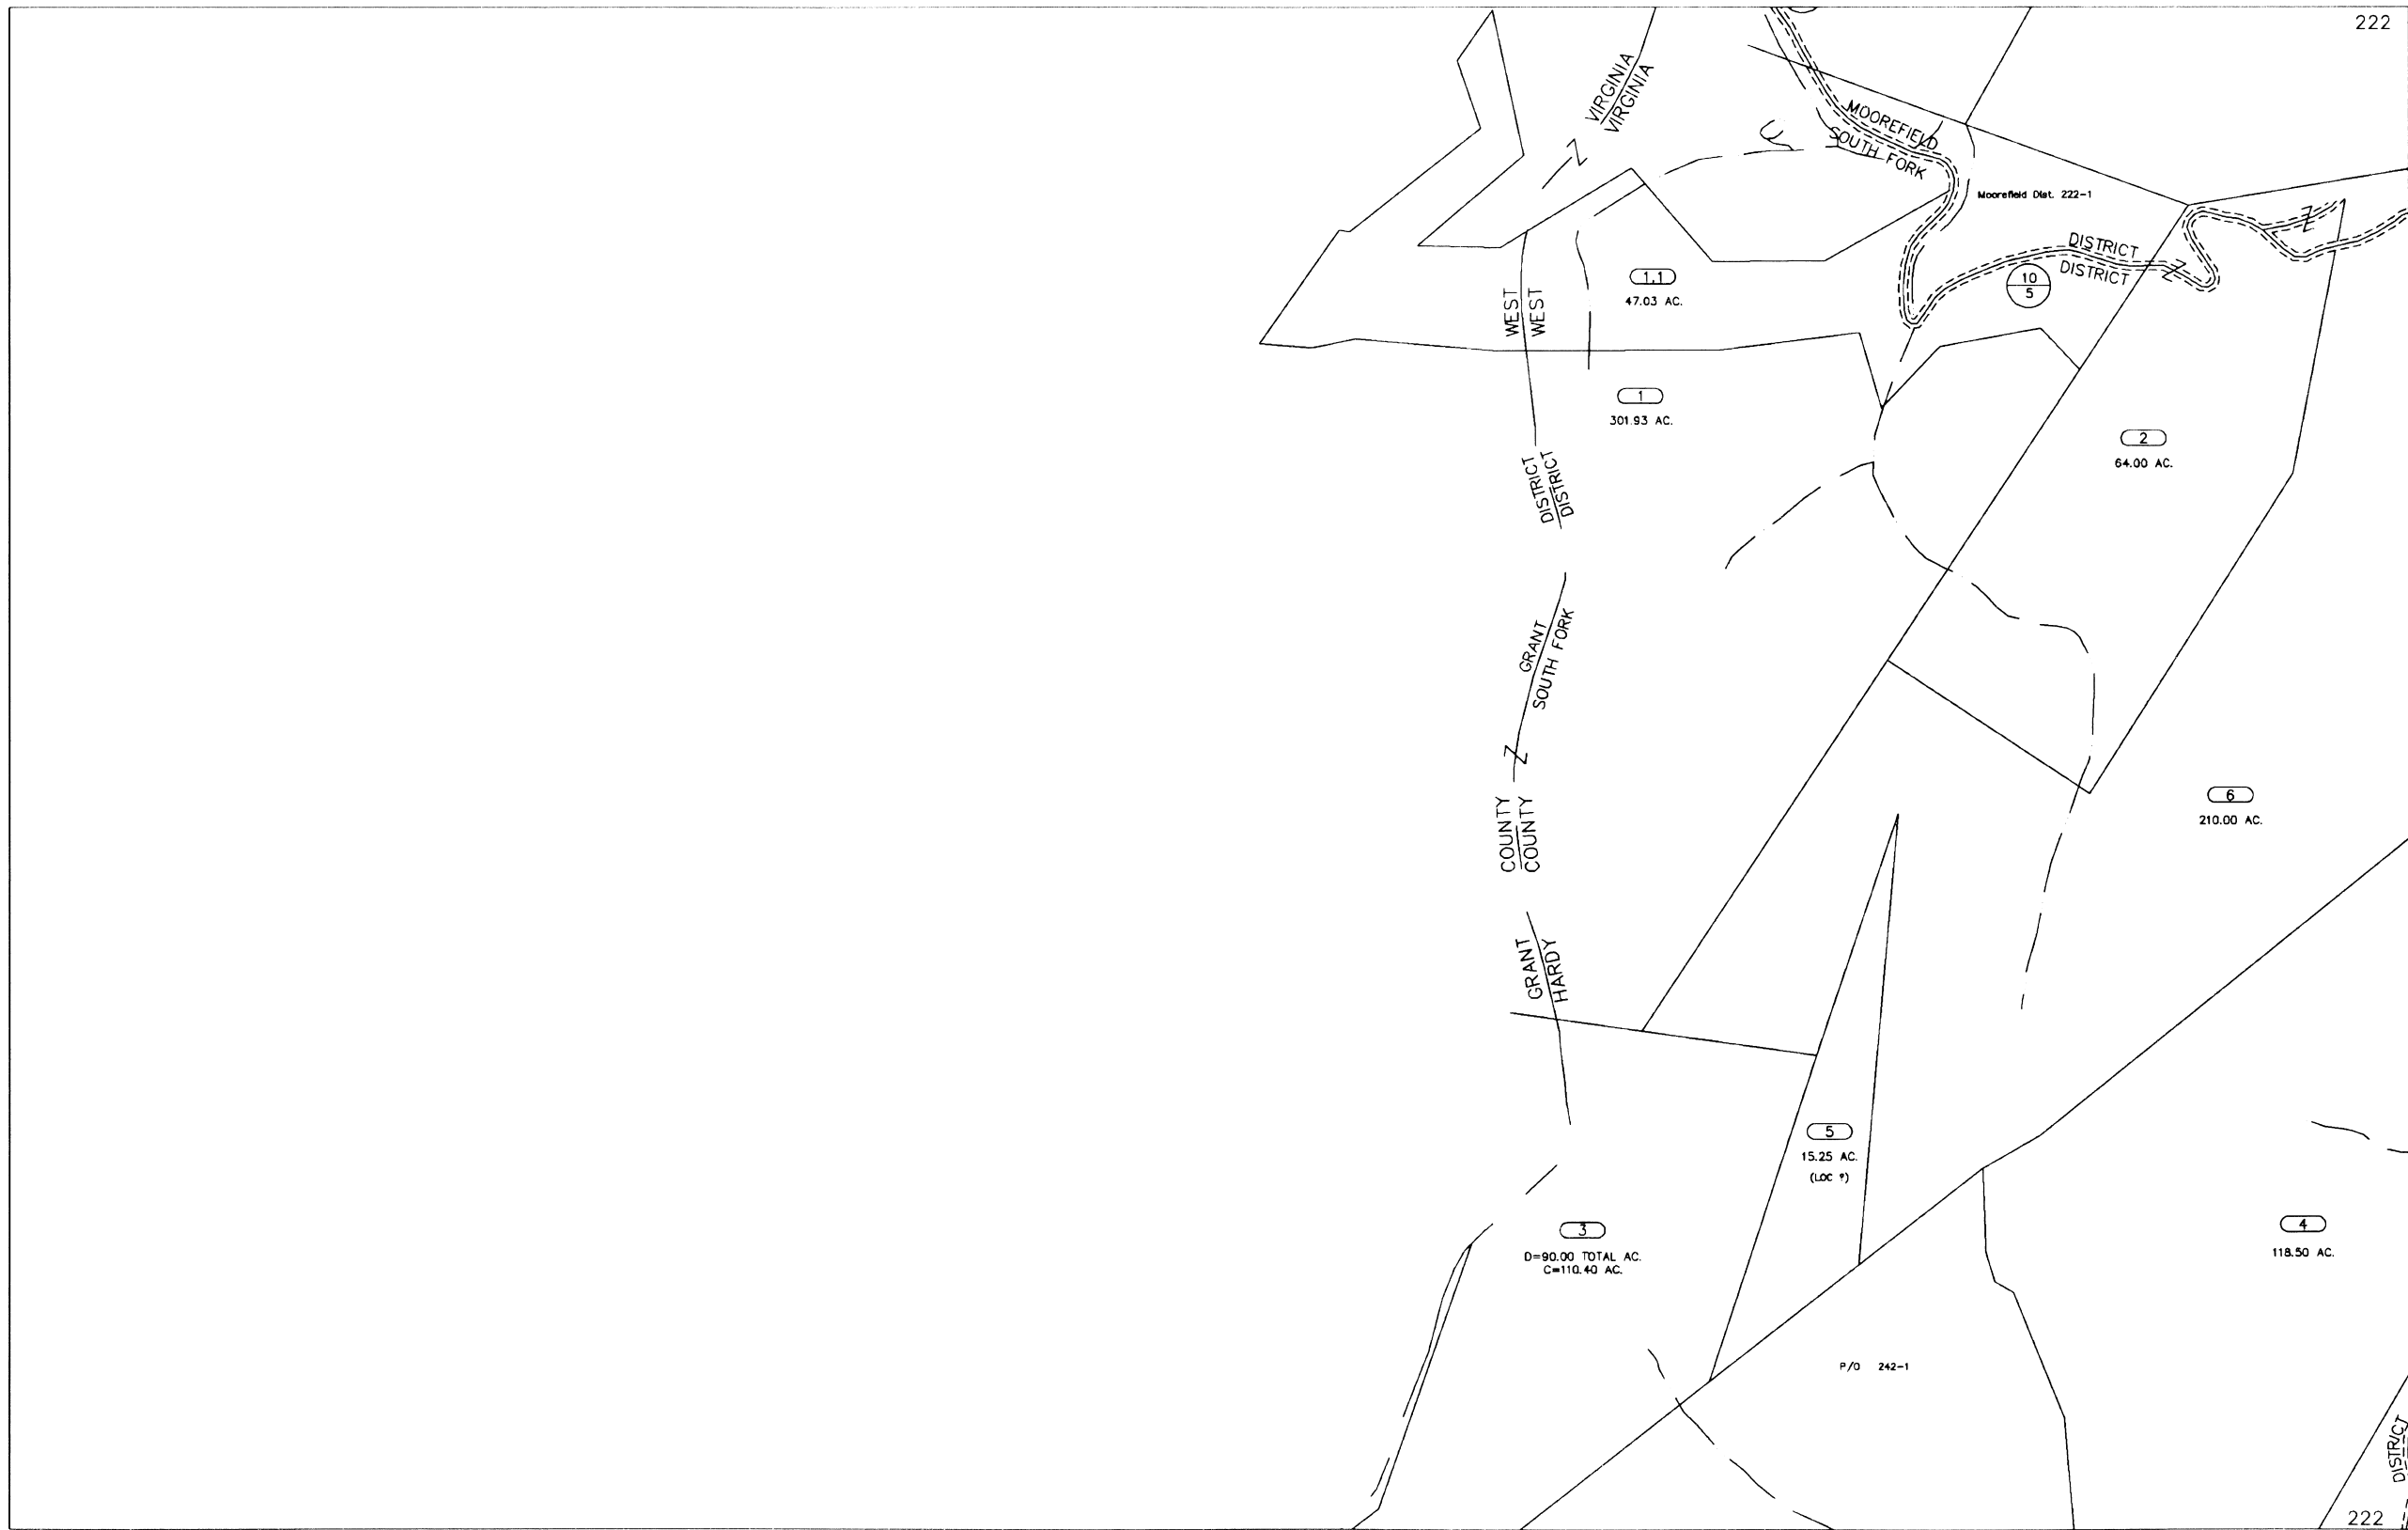 222
VIRGINIA
VIRGINIA
MOOREFIELD
SOUTH FORK
Moorefield Dist. 222-1
DISTRICT
DISTRICT
10
5
1.1
47.03 AC.
WEST
WEST
1
301.93 AC.
2
64.00 AC.
DISTRICT
DISTRICT
GRANT
SOUTH FORK
COUNTY
COUNTY
6
210.00 AC.
GRANT
HARDY
5
15.25 AC.
(LOC ?)
3
D=90.00 TOTAL AC.
C=110.40 AC.
4
118.50 AC.
P/O 242-1
DISTRICT
222